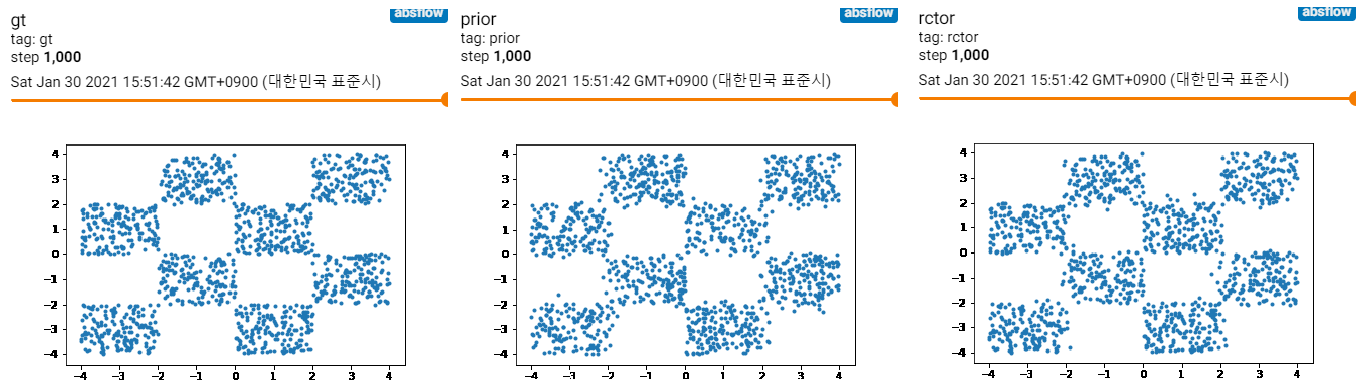 gt
absflow
tag: gt
step 1,000
Sat Jan 30 2021 15:51:42 GMT+0900 (대한민국 표준시)
4
3
2
1
0
−1
−2
−3
−4
−4 −3 −2 −1 0 1 2 3 4
prior
absflow
tag: prior
step 1,000
Sat Jan 30 2021 15:51:42 GMT+0900 (대한민국 표준시)
4
3
2
1
0
−1
−2
−3
−4
−4 −3 −2 −1 0 1 2 3 4
rctor
absflow
tag: rctor
step 1,000
Sat Jan 30 2021 15:51:42 GMT+0900 (대한민국 표준시)
4
3
2
1
0
−1
−2
−3
−4
−4 −3 −2 −1 0 1 2 3 4